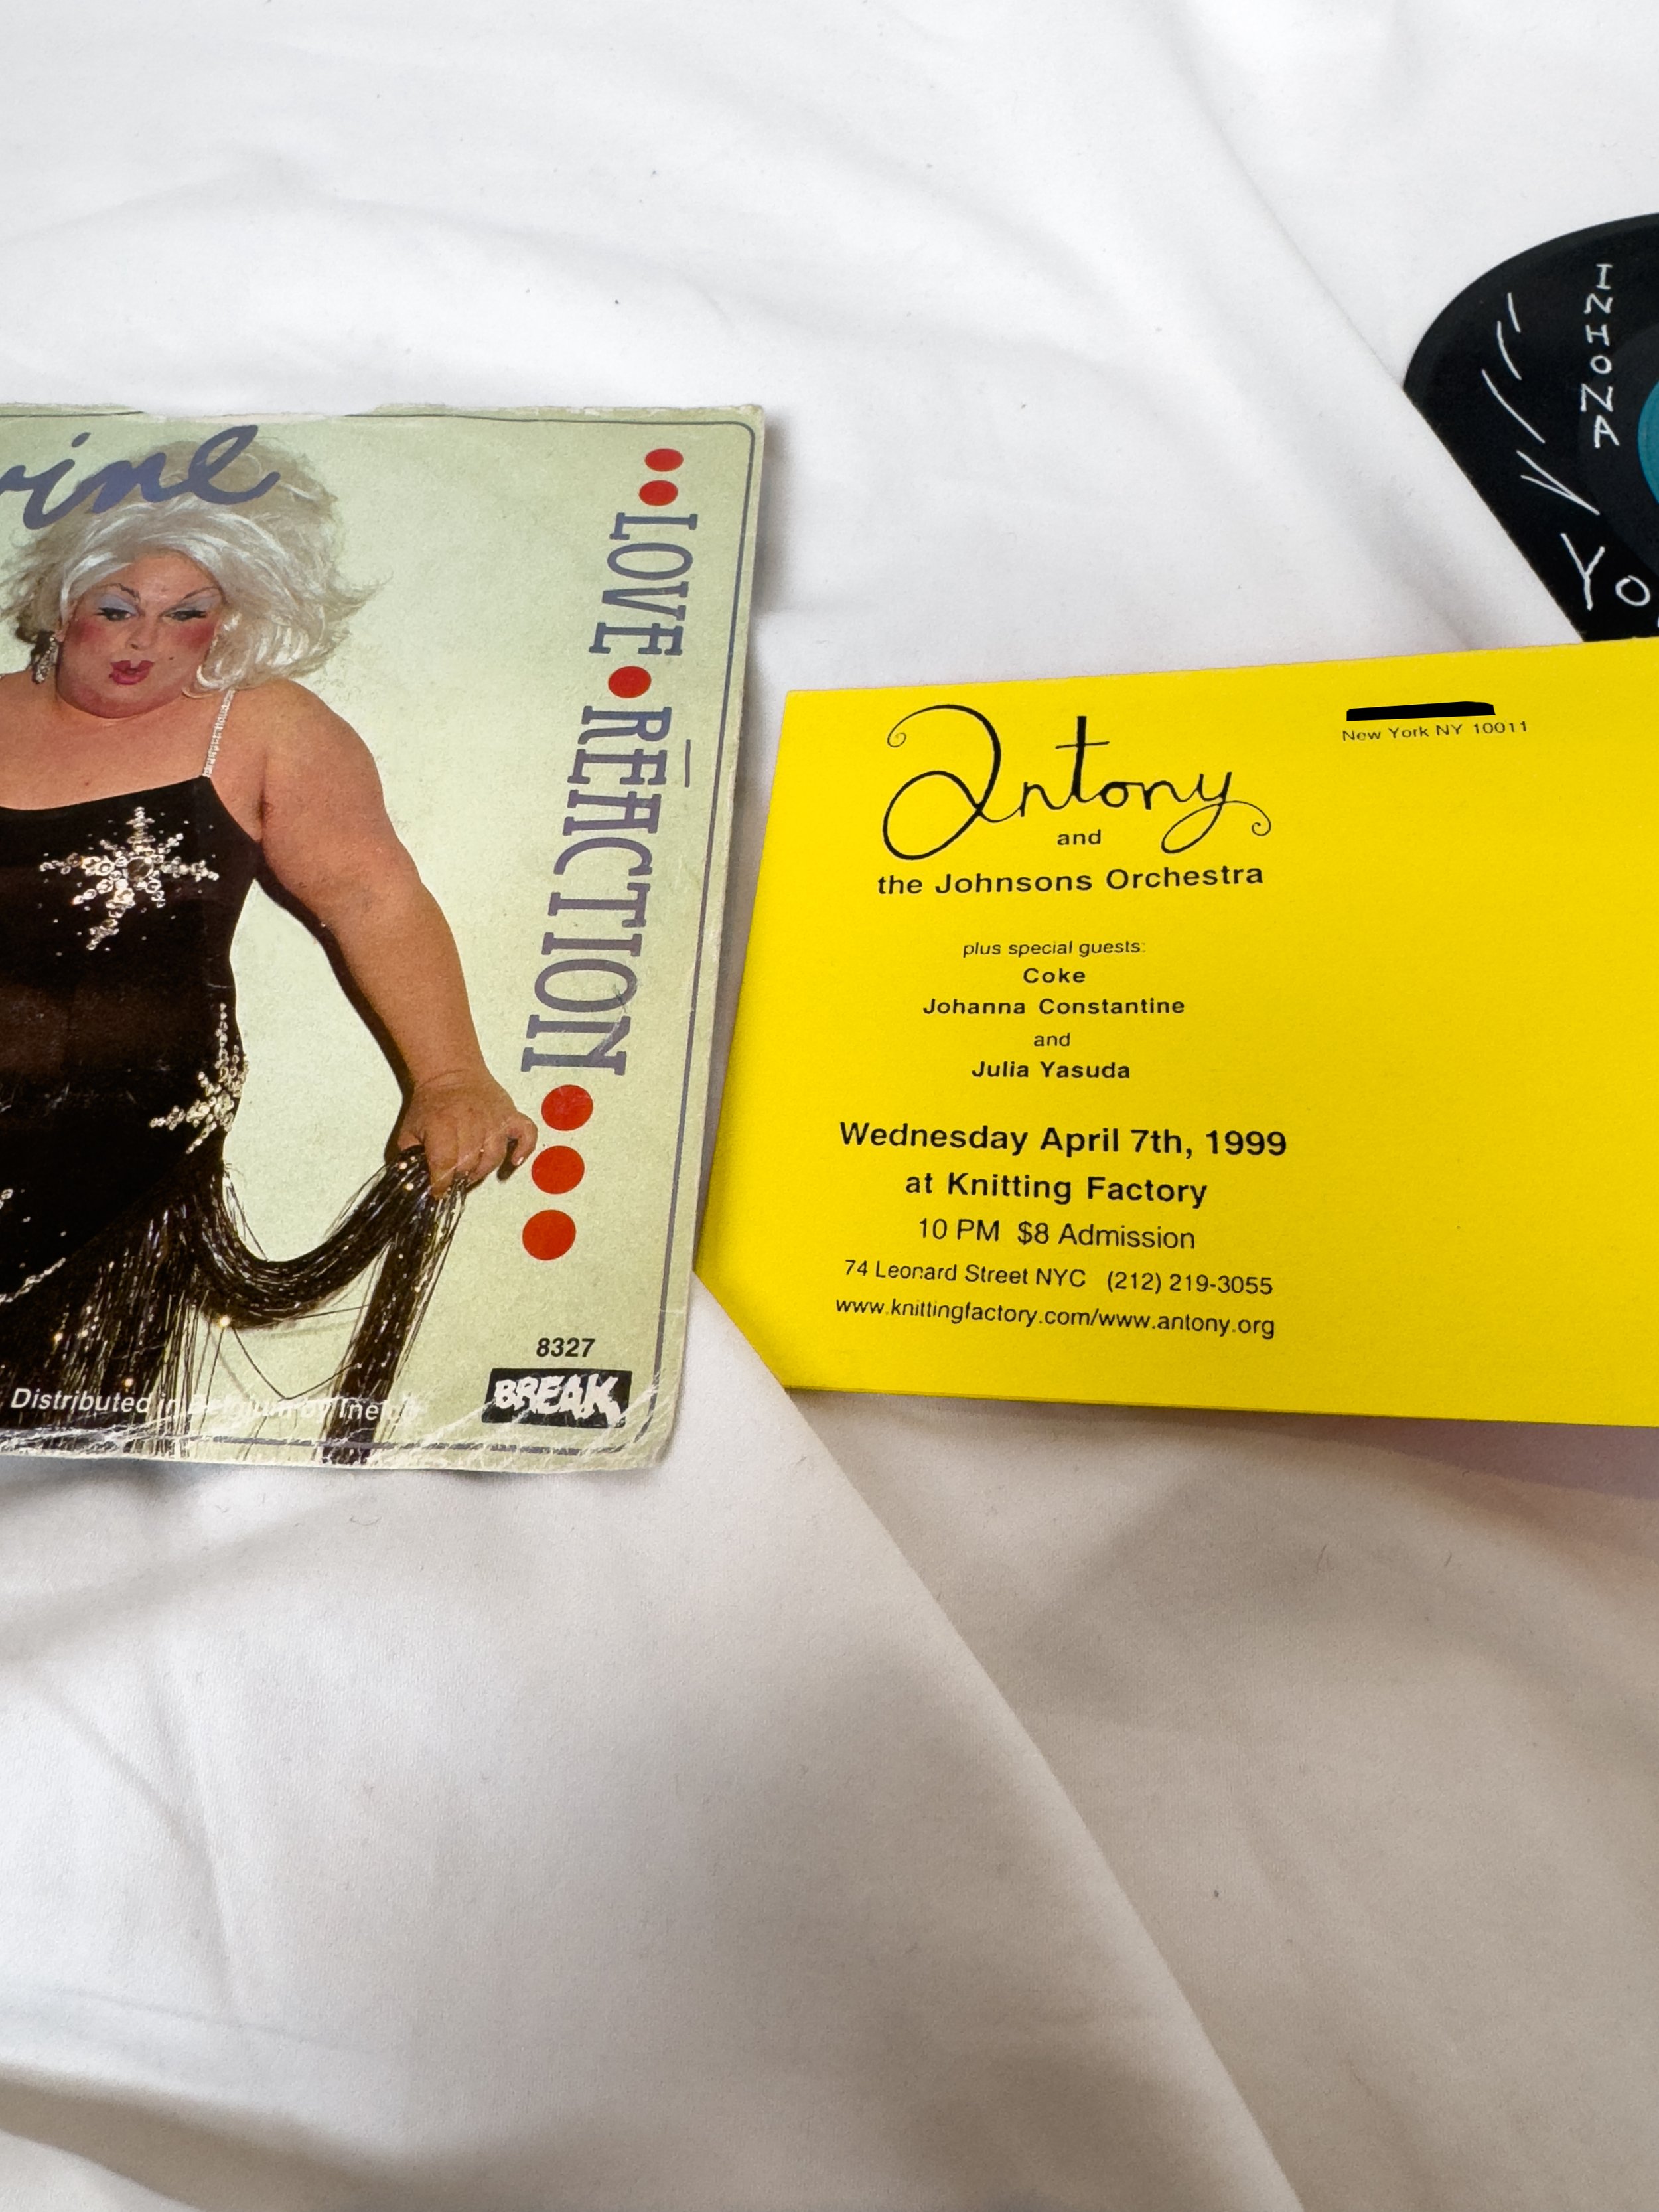 vine
LOVE • REACTION
8327
BREAK.
Distributed in Belgium by
Antony
and
the Johnsons Orchestra
plus special guests:
Coke
Johanna Constantine
and
Julia Yasuda
Wednesday April 7th, 1999
at Knitting Factory
10 PM $8 Admission
74 Leonard Street NYC (212) 219-3055
www.knittingfactory.com/www.antony.org
New York NY 10011
INHONA
YO